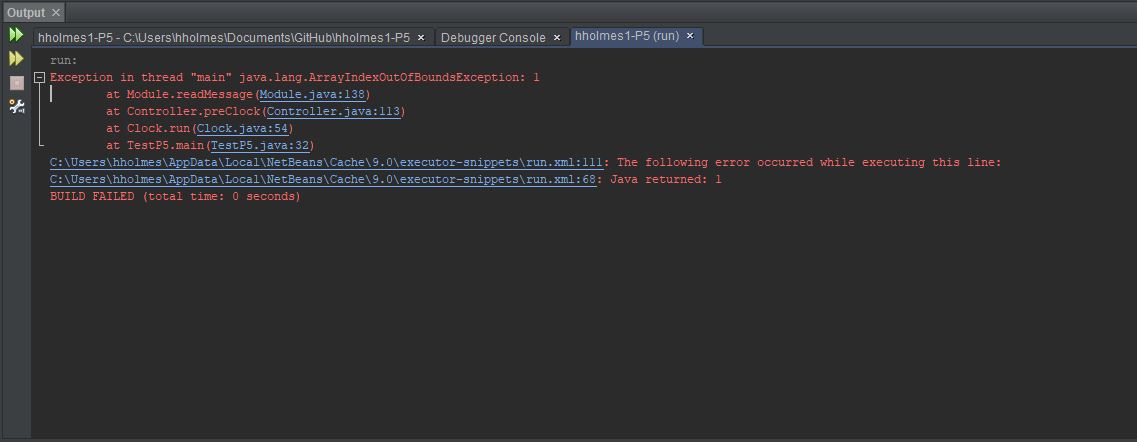 Output
hholmes1-P5 - C:\Users\hholmes\Documents\GitHub\hholmes1-P5 Debugger Console hholmes1-P5 (run)
run:
Exception in thread "main" java.lang.ArrayIndexOutOfBoundsException: 1
at Module.readMessage(Module.java:138)
at Controller.preClock(Controller.java:113)
at Clock.run(Clock.java:54)
at TestP5.main(TestP5.java:32)
C:\Users\hholmes\AppData\Local\NetBeans\Cache\9.0\executor-snippets\run.xml:111: The following error occurred while executing this line:
C:\Users\hholmes\AppData\Local\NetBeans\Cache\9.0\executor-snippets\run.xml:68: Java returned: 1
BUILD FAILED (total time: 0 seconds)